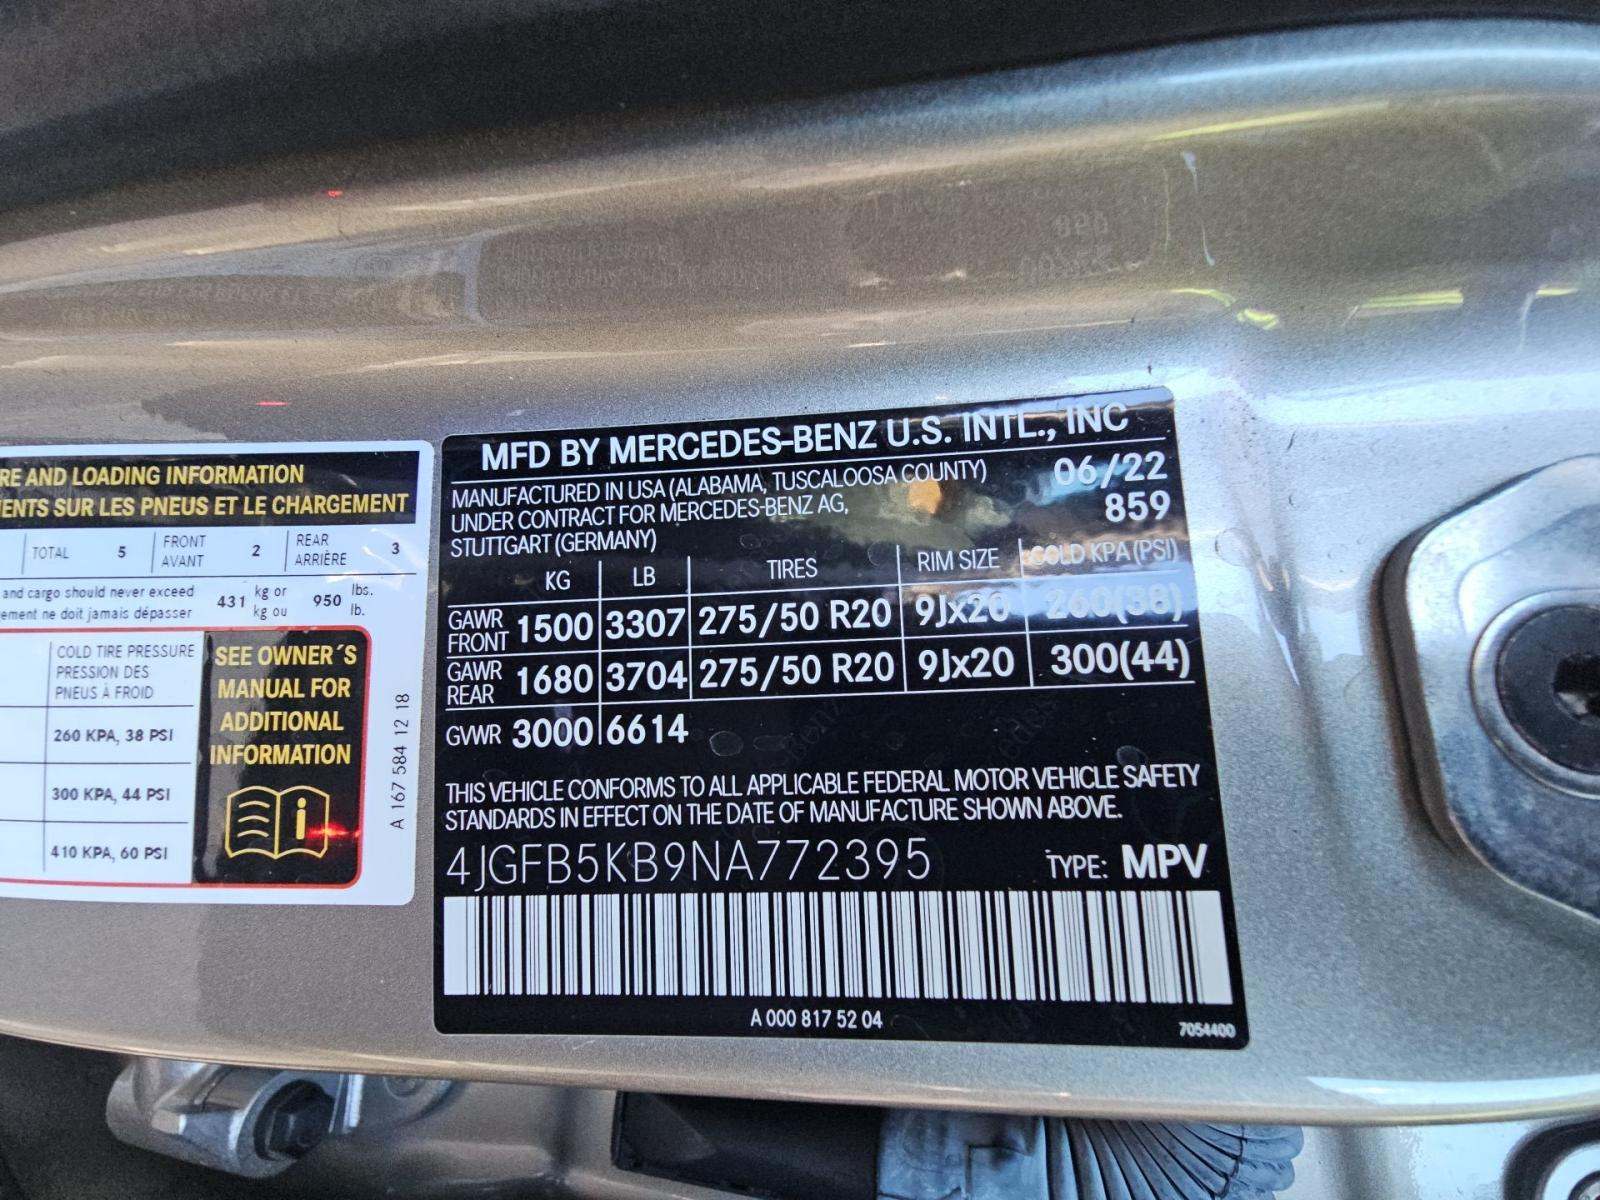 RE AND LOADING INFORMATION
ENTS SUR LES PNEUS ET LE CHARGEMENT
TOTAL 5 FRONT AVANT 2 REAR ARRIÈRE 3
and cargo should never exceed
ement ne doit jamais dépasser
431 kg or kg ou 950 lbs. lb.
COLD TIRE PRESSURE
PRESSION DES
PNEUS À FROID
260 KPA, 38 PSI
300 KPA, 44 PSI
410 KPA, 60 PSI
SEE OWNER´S
MANUAL FOR
ADDITIONAL
INFORMATION
i
A 167 584 12 18
MFD BY MERCEDES-BENZ U.S. INTL., INC
MANUFACTURED IN USA (ALABAMA, TUSCALOOSA COUNTY) 06/22
UNDER CONTRACT FOR MERCEDES-BENZ AG, 859
STUTTGART (GERMANY)
KG LB TIRES RIM SIZE COLD KPA (PSI)
GAWR FRONT 1500 3307 275/50 R20 9Jx20 260(38)
GAWR REAR 1680 3704 275/50 R20 9Jx20 300(44)
GVWR 3000 6614
THIS VEHICLE CONFORMS TO ALL APPLICABLE FEDERAL MOTOR VEHICLE SAFETY
STANDARDS IN EFFECT ON THE DATE OF MANUFACTURE SHOWN ABOVE.
4JGFB5KB9NA772395 TYPE: MPV
A 000 817 52 04
7054400